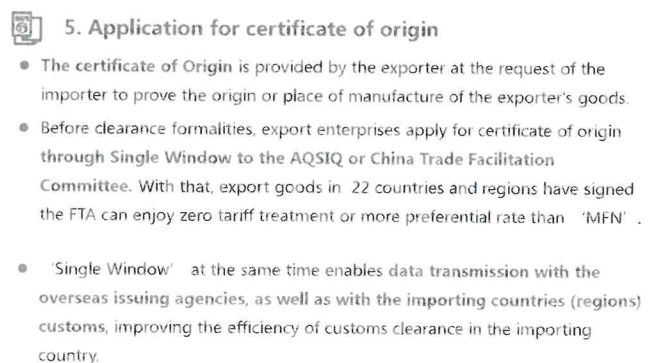 5. Application for certificate of origin
● The certificate of Origin is provided by the exporter at the request of the
importer to prove the origin or place of manufacture of the exporter's goods.
● Before clearance formalities, export enterprises apply for certificate of origin
through Single Window to the AQSIQ or China Trade Facilitation
Committee. With that, export goods in 22 countries and regions have signed
the FTA can enjoy zero tariff treatment or more preferential rate than 'MFN' .
● 'Single Window' at the same time enables data transmission with the
overseas issuing agencies, as well as with the importing countries (regions)
customs, improving the efficiency of customs clearance in the importing
country.